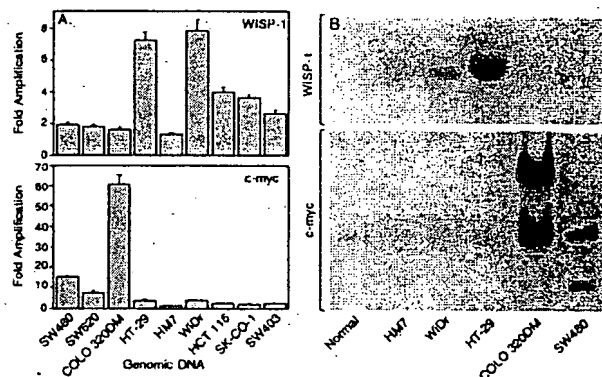 A
WISP-1
Fold Amplification
8
6
4
2
0
c-myc
Fold Amplification
70
60
50
40
30
20
10
0
SW480
SW620
COLO 320DM
HT-29
HM7
WiDr
HCT 116
SK-CO-1
SW403
Genomic DNA
B
WISP-1
c-myc
Normal
HM7
WiDr
HT-29
COLO 320DM
SW480